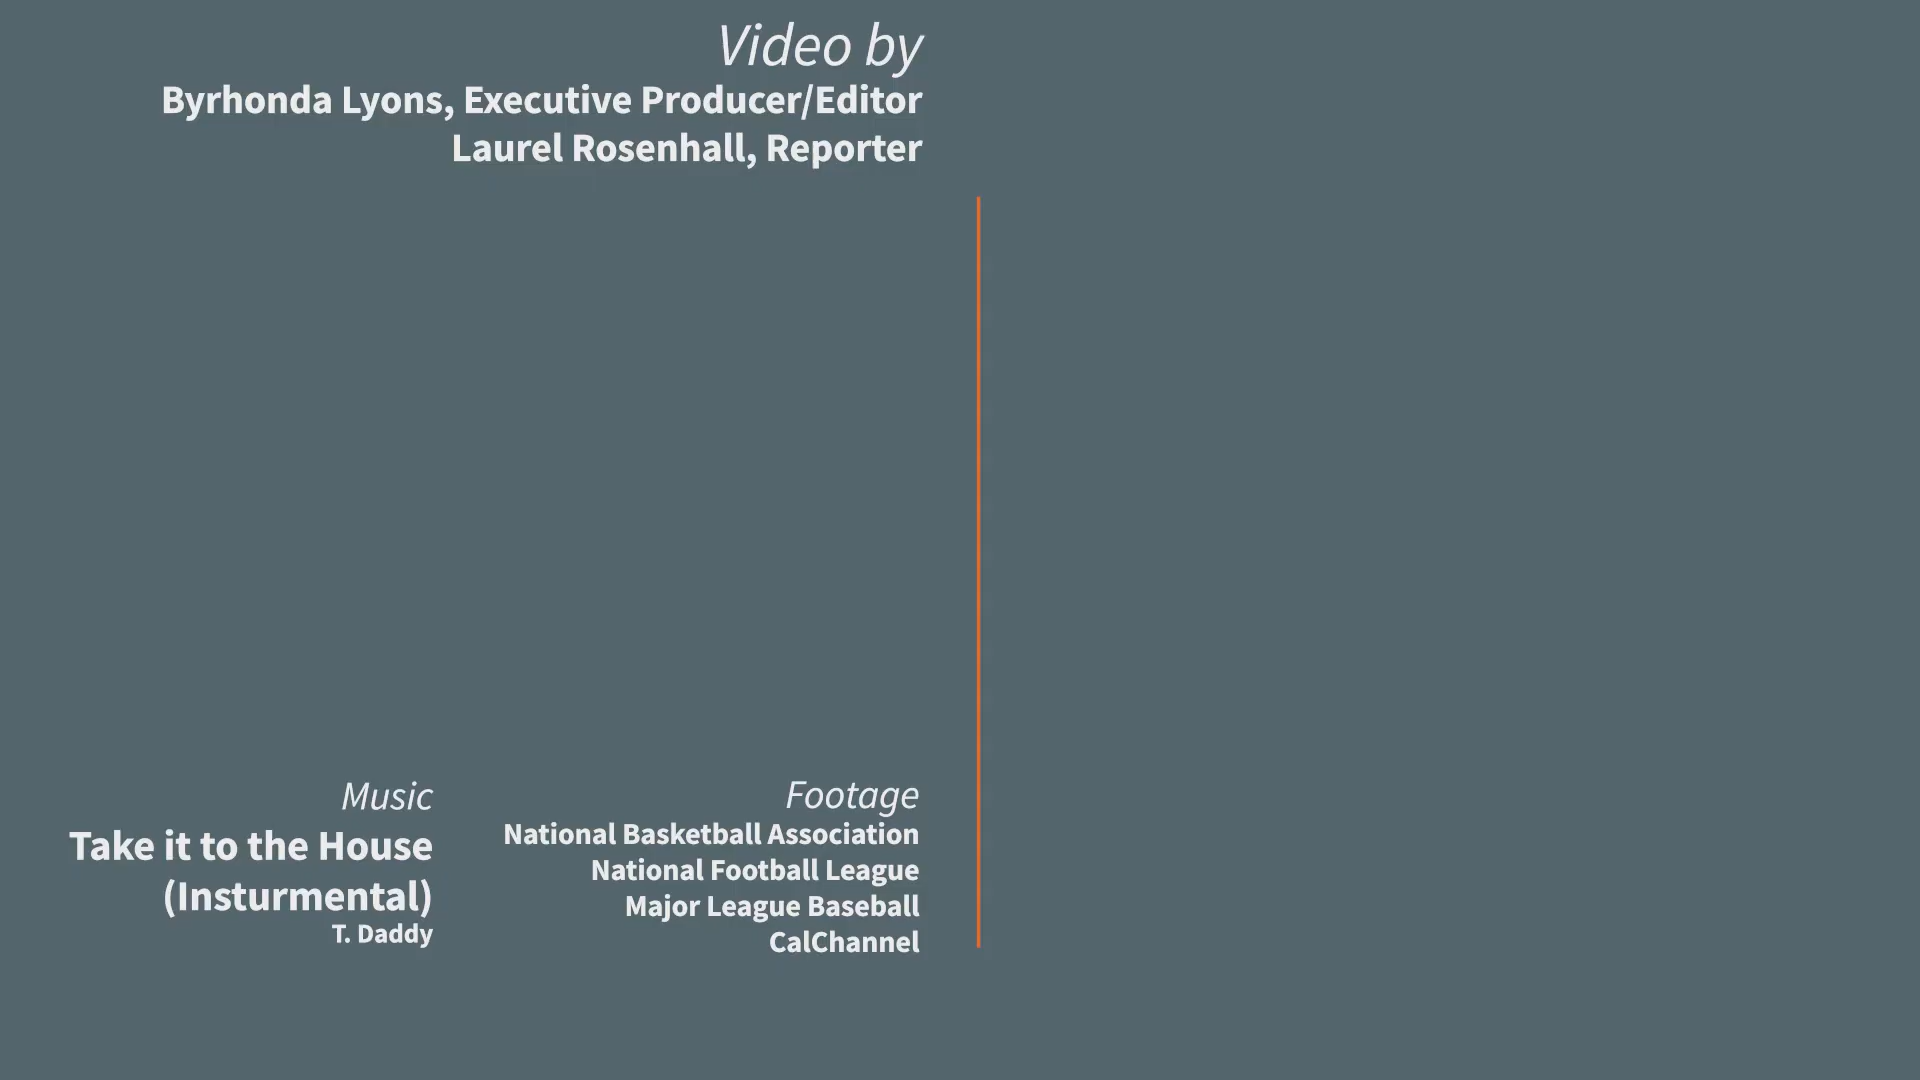 Video by
Byrhonda Lyons, Executive Producer/Editor
Laurel Rosenhall, Reporter
Music
Take it to the House
(Insturmental)
T. Daddy
Footage
National Basketball Association
National Football League
Major League Baseball
CalChannel